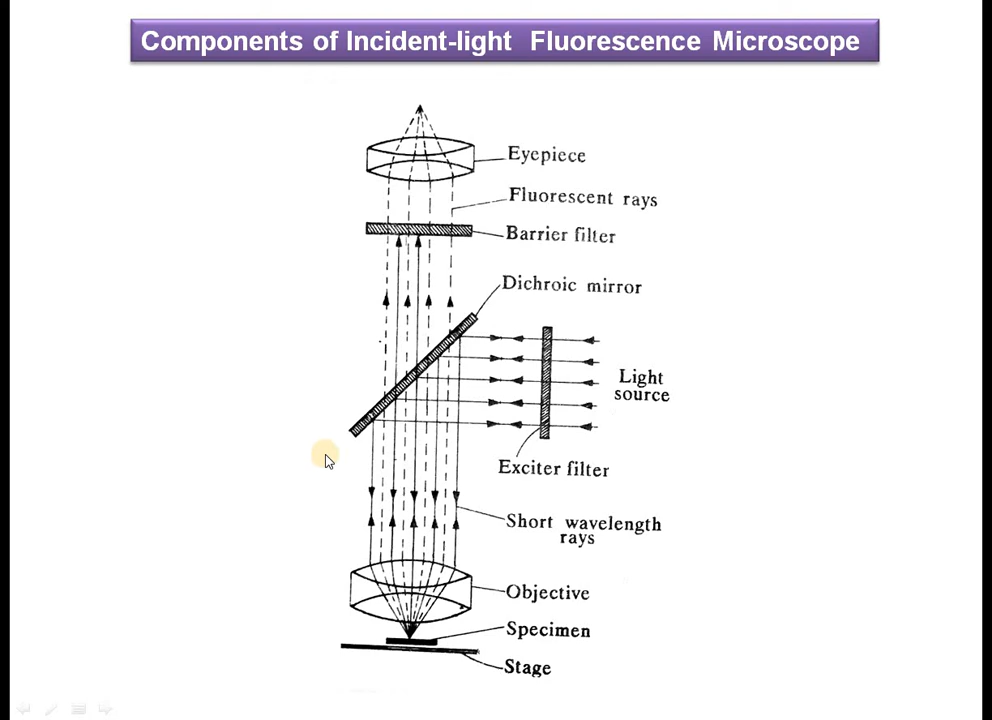 Components of Incident-light Fluorescence Microscope
Eyepiece
Fluorescent rays
Barrier filter
Dichroic mirror
Light
source
Exciter filter
Short wavelength
rays
Objective
Specimen
Stage